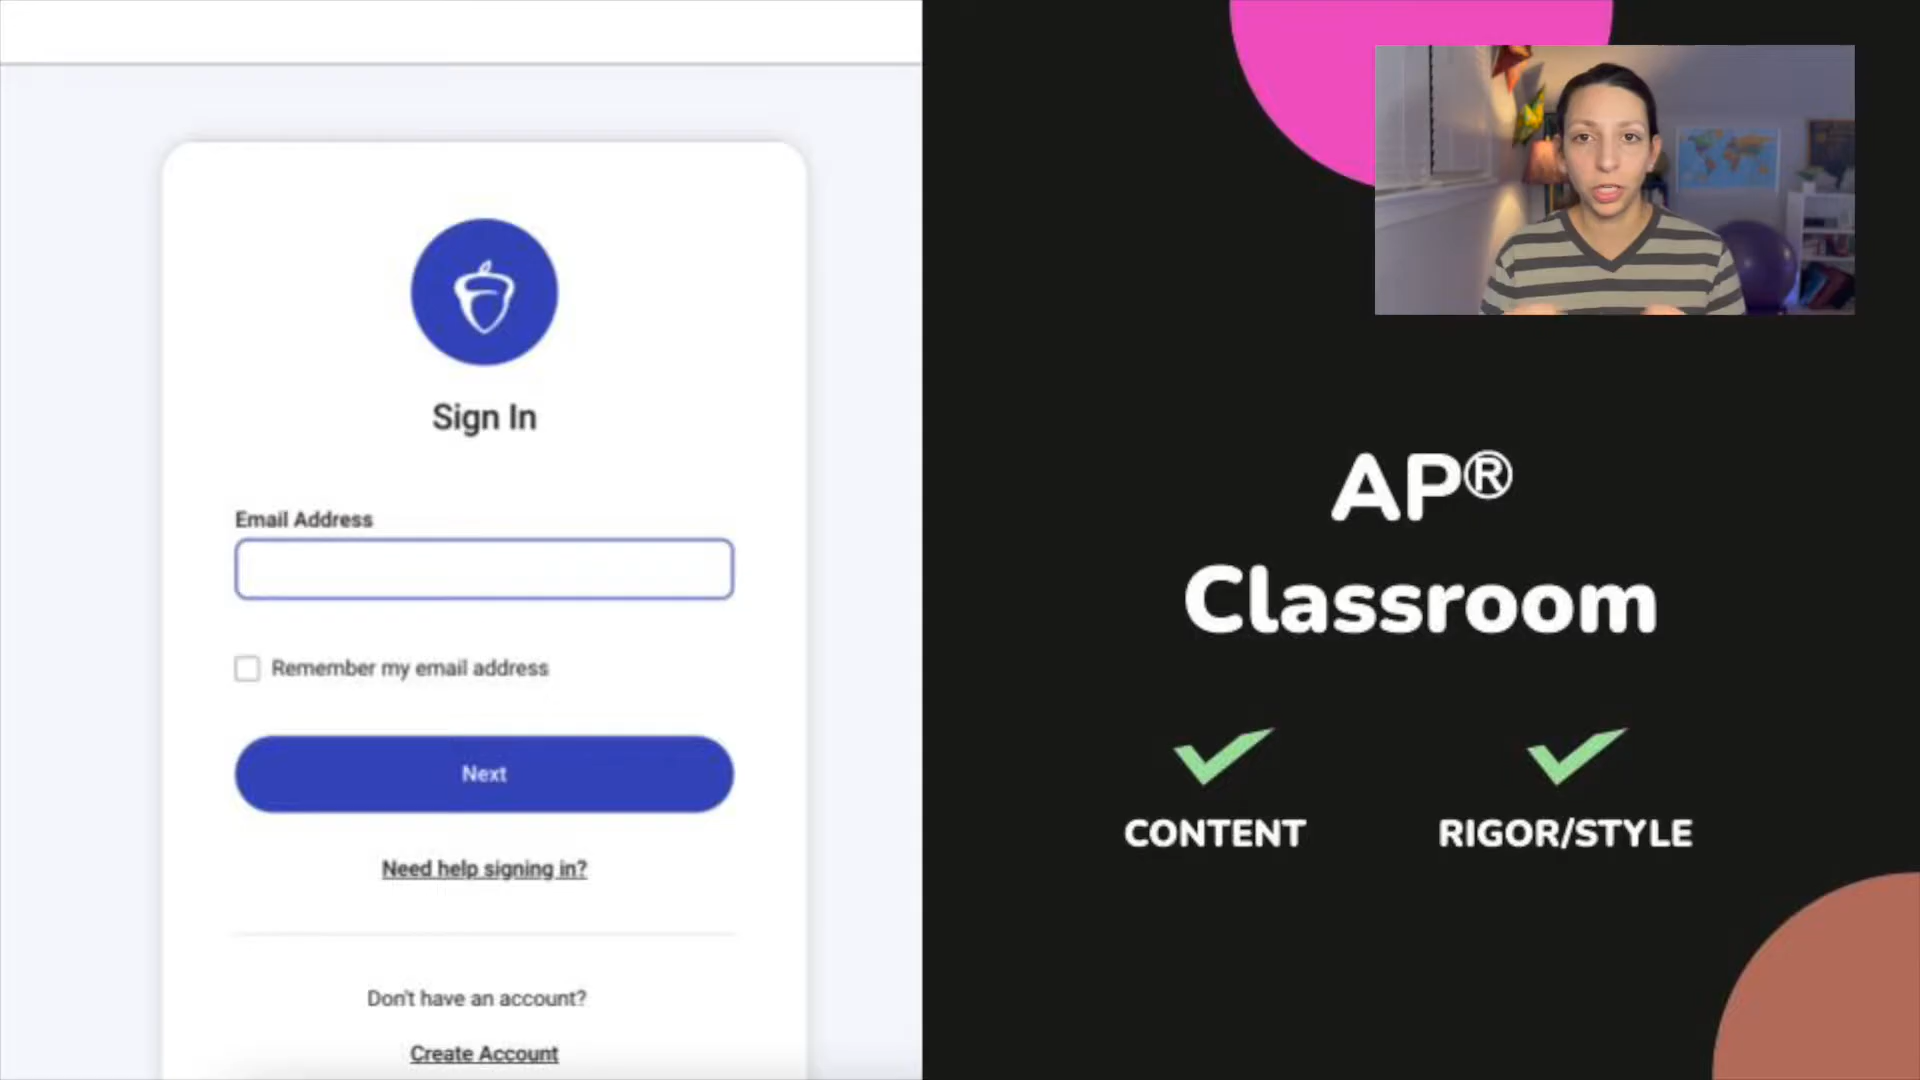 Sign In
Email Address
Remember my email address
Next
Need help signing in?
Don't have an account?
Create Account
AP®
Classroom
CONTENT
RIGOR/STYLE